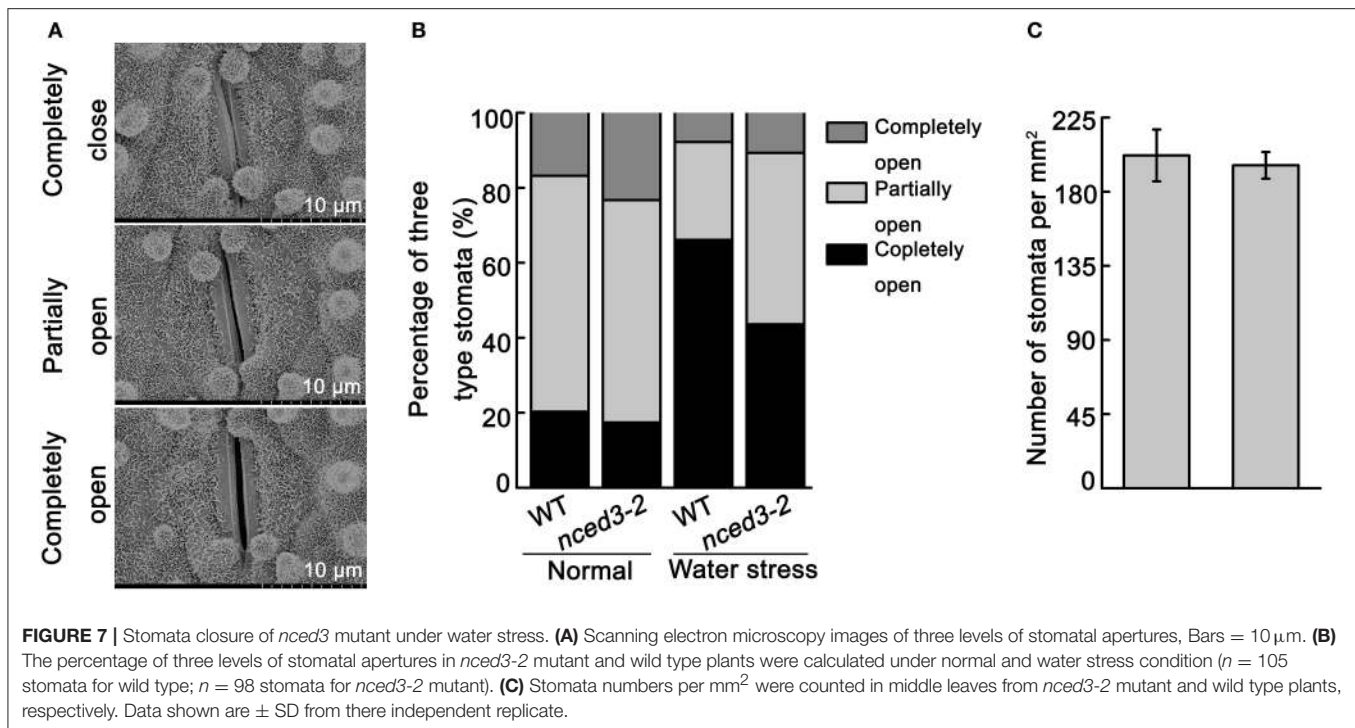 A
Completely
close
10 µm
Partially
open
10 µm
Completely
open
10 µm
B
Percentage of three
type stomata (%)
100
80
60
40
20
0
WT
nced3-2
WT
nced3-2
Normal
Water stress
Completely
open
Partially
open
Copletely
open
C
Number of stomata per mm²
225
180
135
90
45
0
FIGURE 7 | Stomata closure of nced3 mutant under water stress. (A) Scanning electron microscopy images of three levels of stomatal apertures, Bars = 10 µm. (B)
The percentage of three levels of stomatal apertures in nced3-2 mutant and wild type plants were calculated under normal and water stress condition (n = 105
stomata for wild type; n = 98 stomata for nced3-2 mutant). (C) Stomata numbers per mm² were counted in middle leaves from nced3-2 mutant and wild type plants,
respectively. Data shown are ± SD from there independent replicate.